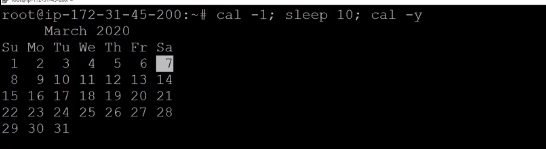 root@ip-172-31-45-200:~# cal -1; sleep 10; cal -y
     March 2020
Su Mo Tu We Th Fr Sa
 1  2  3  4  5  6  7
 8  9 10 11 12 13 14
15 16 17 18 19 20 21
22 23 24 25 26 27 28
29 30 31